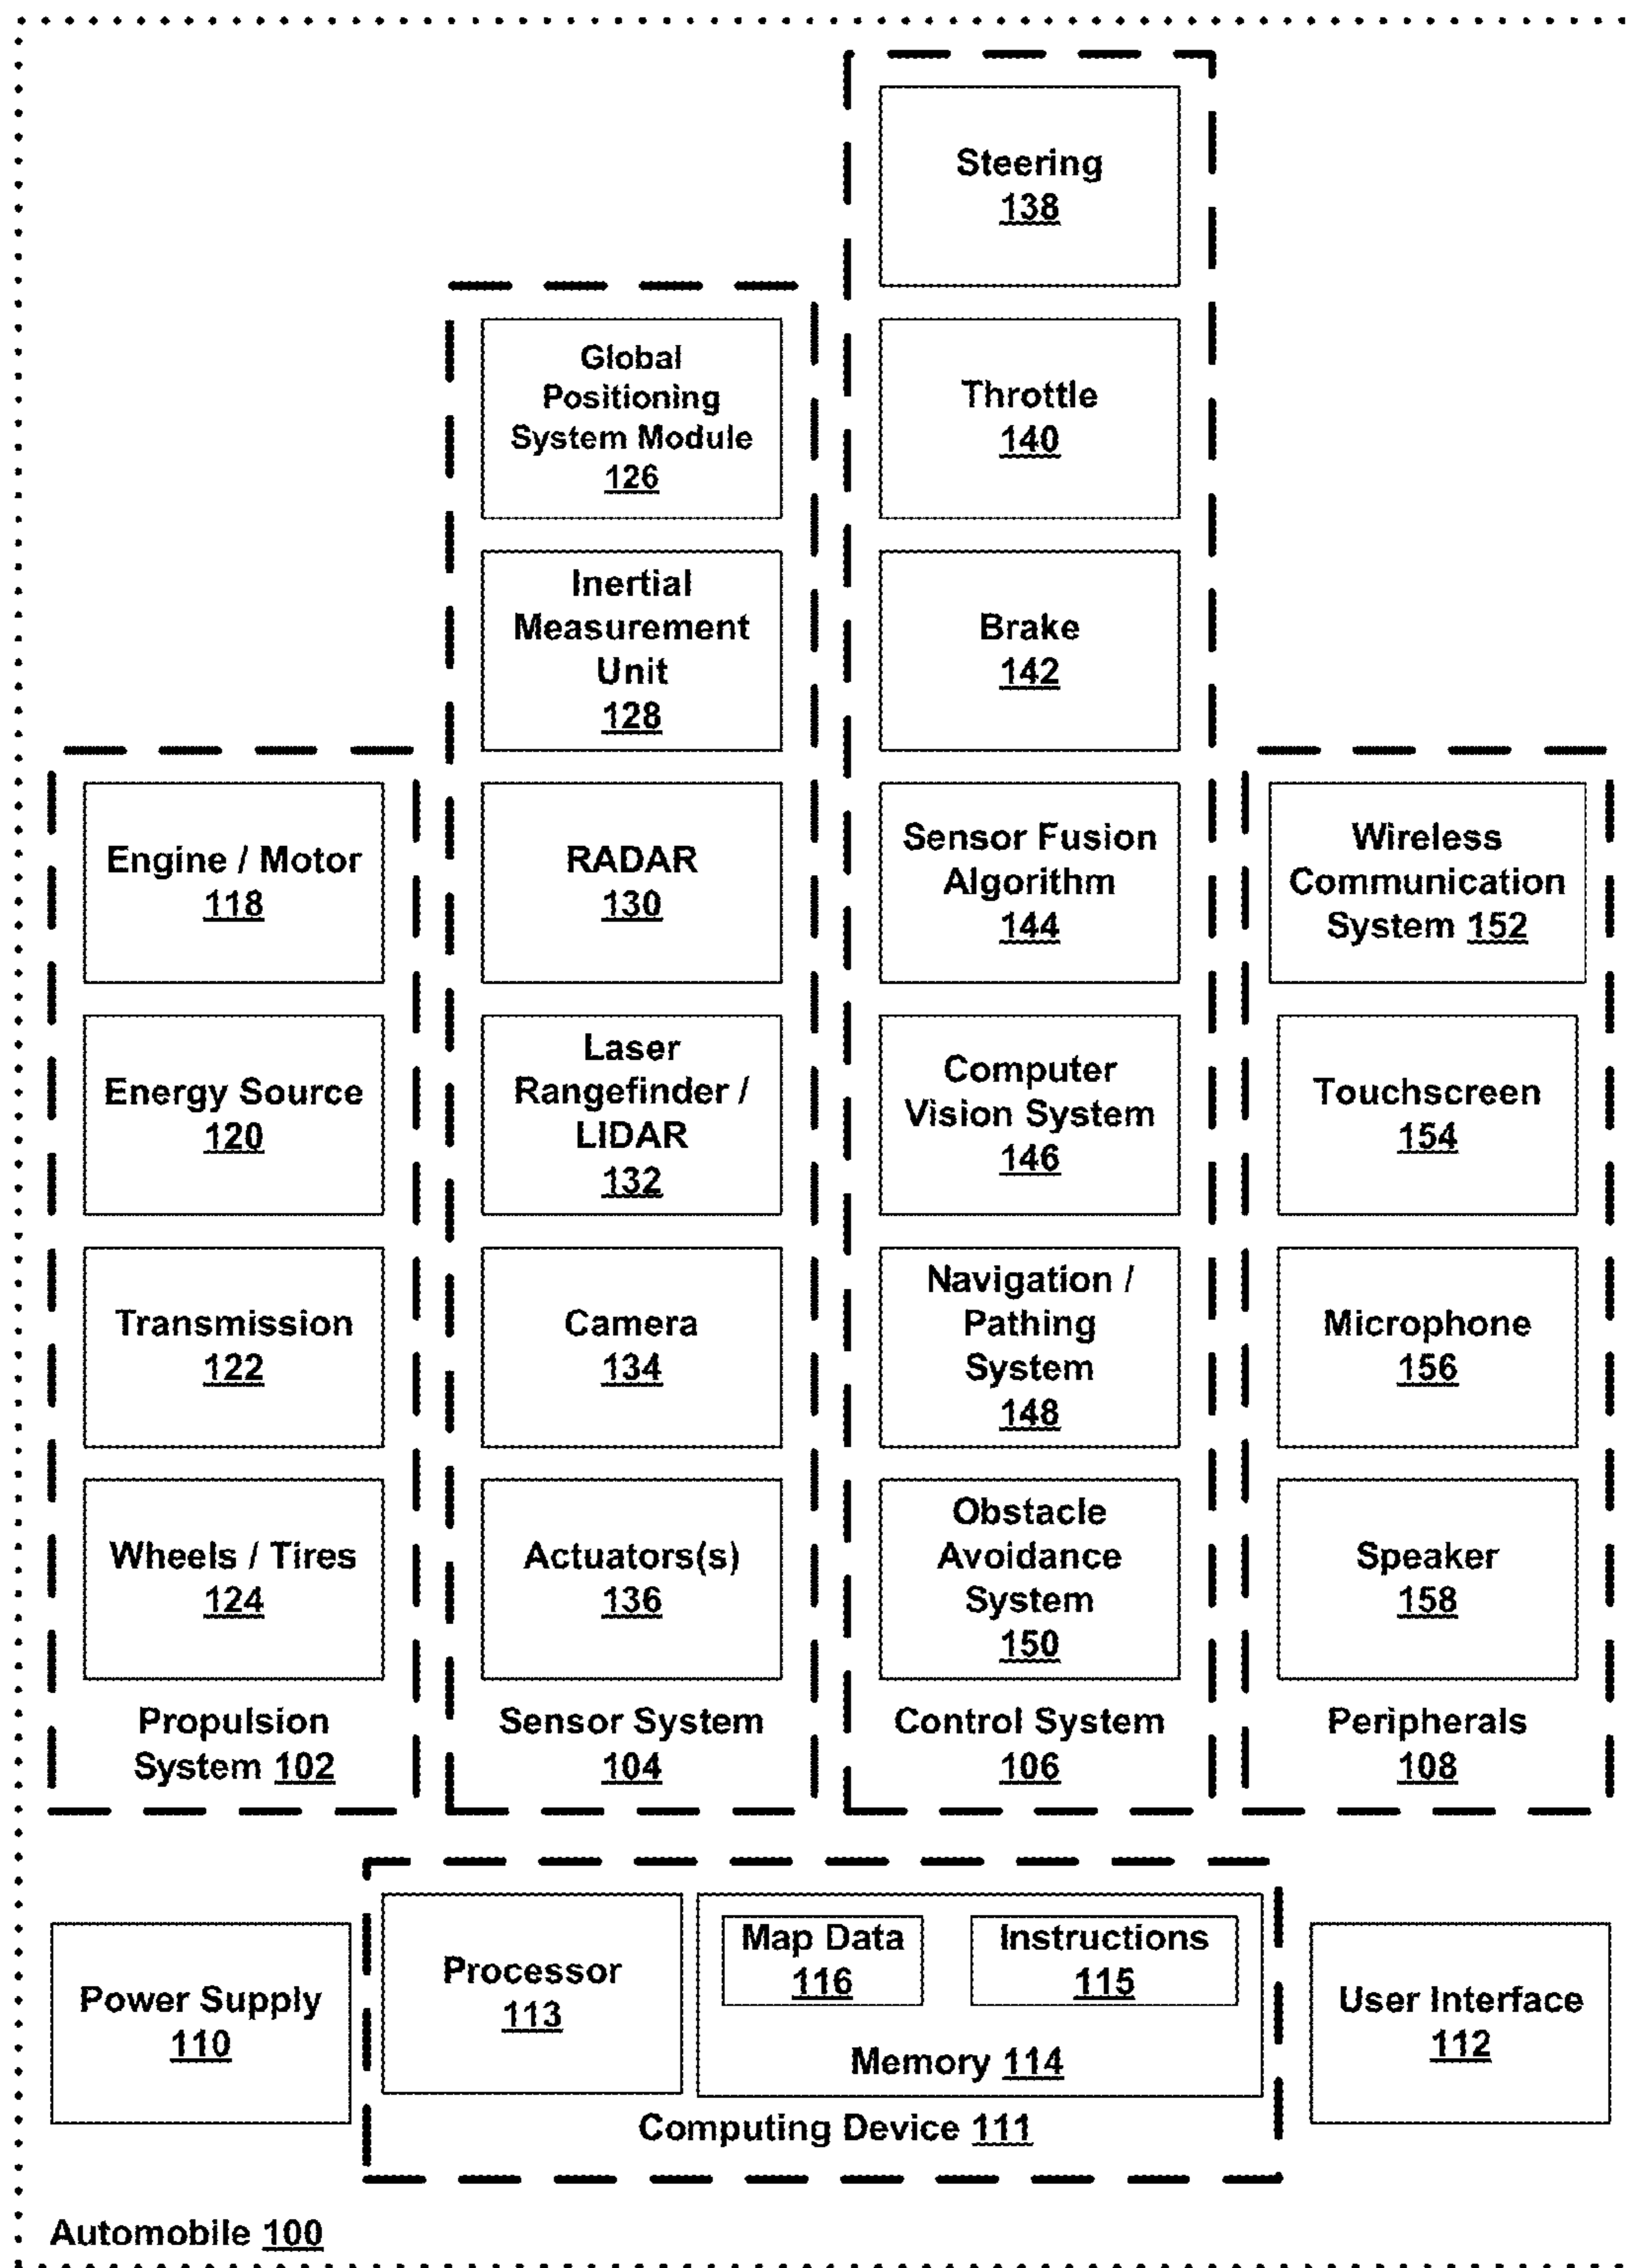 Steering
138
Throttle
140
Brake
142
Sensor Fusion
Algorithm
144
Computer
Vision System
146
Navigation /
Pathing
System
148
Obstacle
Avoidance
System
150
Control System
106
Global
Positioning
System Module
126
Inertial
Measurement
Unit
128
RADAR
130
Laser
Rangefinder /
LIDAR
132
Camera
134
Actuators(s)
136
Sensor System
104
Engine / Motor
118
Energy Source
120
Transmission
122
Wheels / Tires
124
Propulsion
System 102
Wireless
Communication
System 152
Touchscreen
154
Microphone
156
Speaker
158
Peripherals
108
Power Supply
110
Processor
113
Map Data
116
Instructions
115
Memory 114
Computing Device 111
User Interface
112
Automobile 100